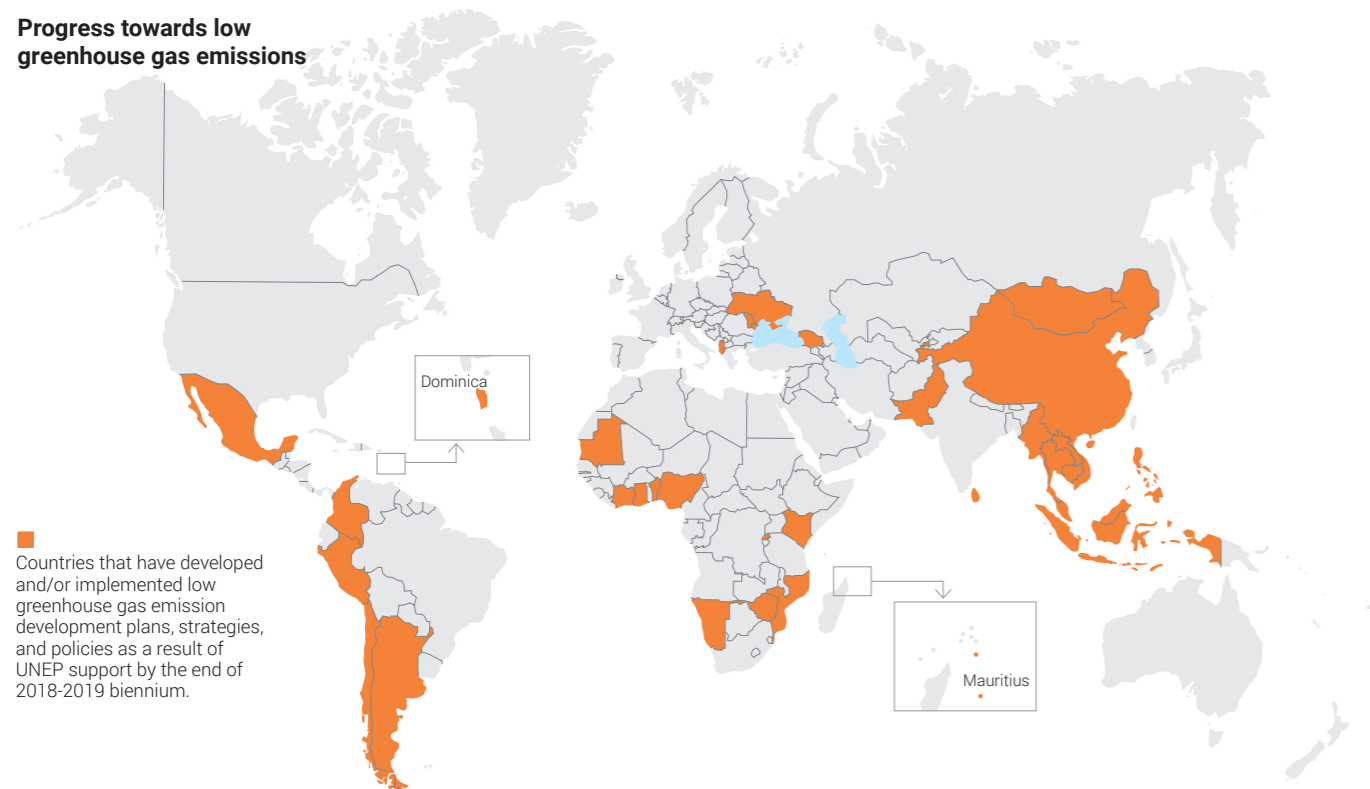 Progress towards low
greenhouse gas emissions
Dominica
Countries that have developed
and/or implemented low
greenhouse gas emission
development plans, strategies,
and policies as a result of
UNEP support by the end of
2018-2019 biennium.
Mauritius